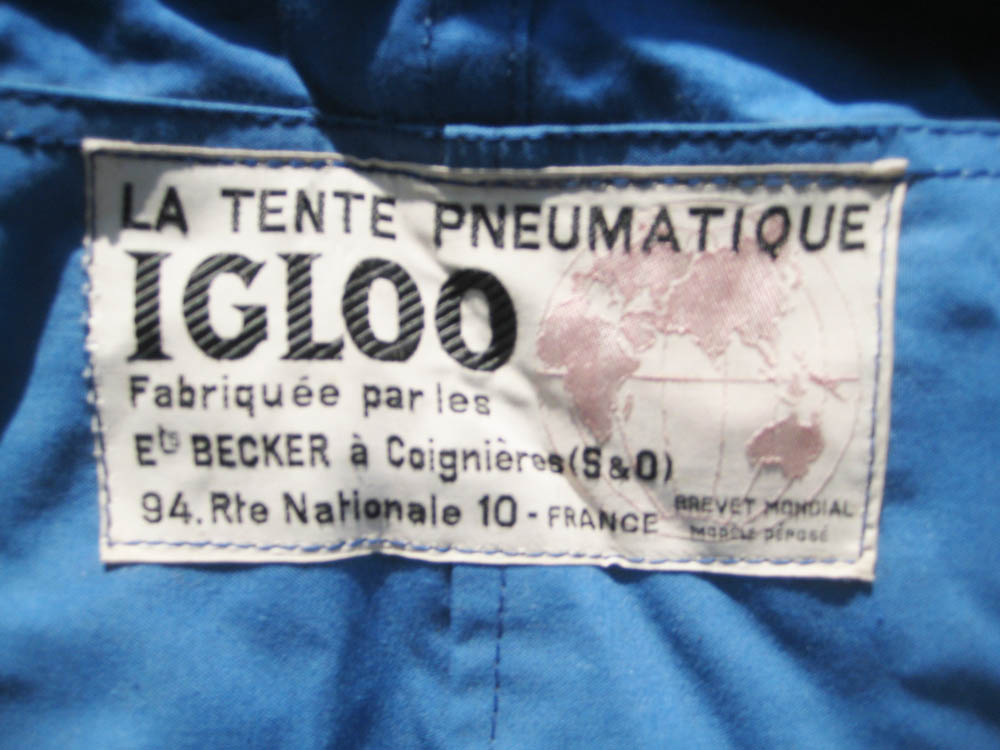 LA TENTE PNEUMATIQUE
IGLOO
Fabriquée par les
Ets BECKER à Coignières (S & O)
94. Rte Nationale 10 - FRANCE
BREVET MONDIAL
MODÈLE DÉPOSÉ